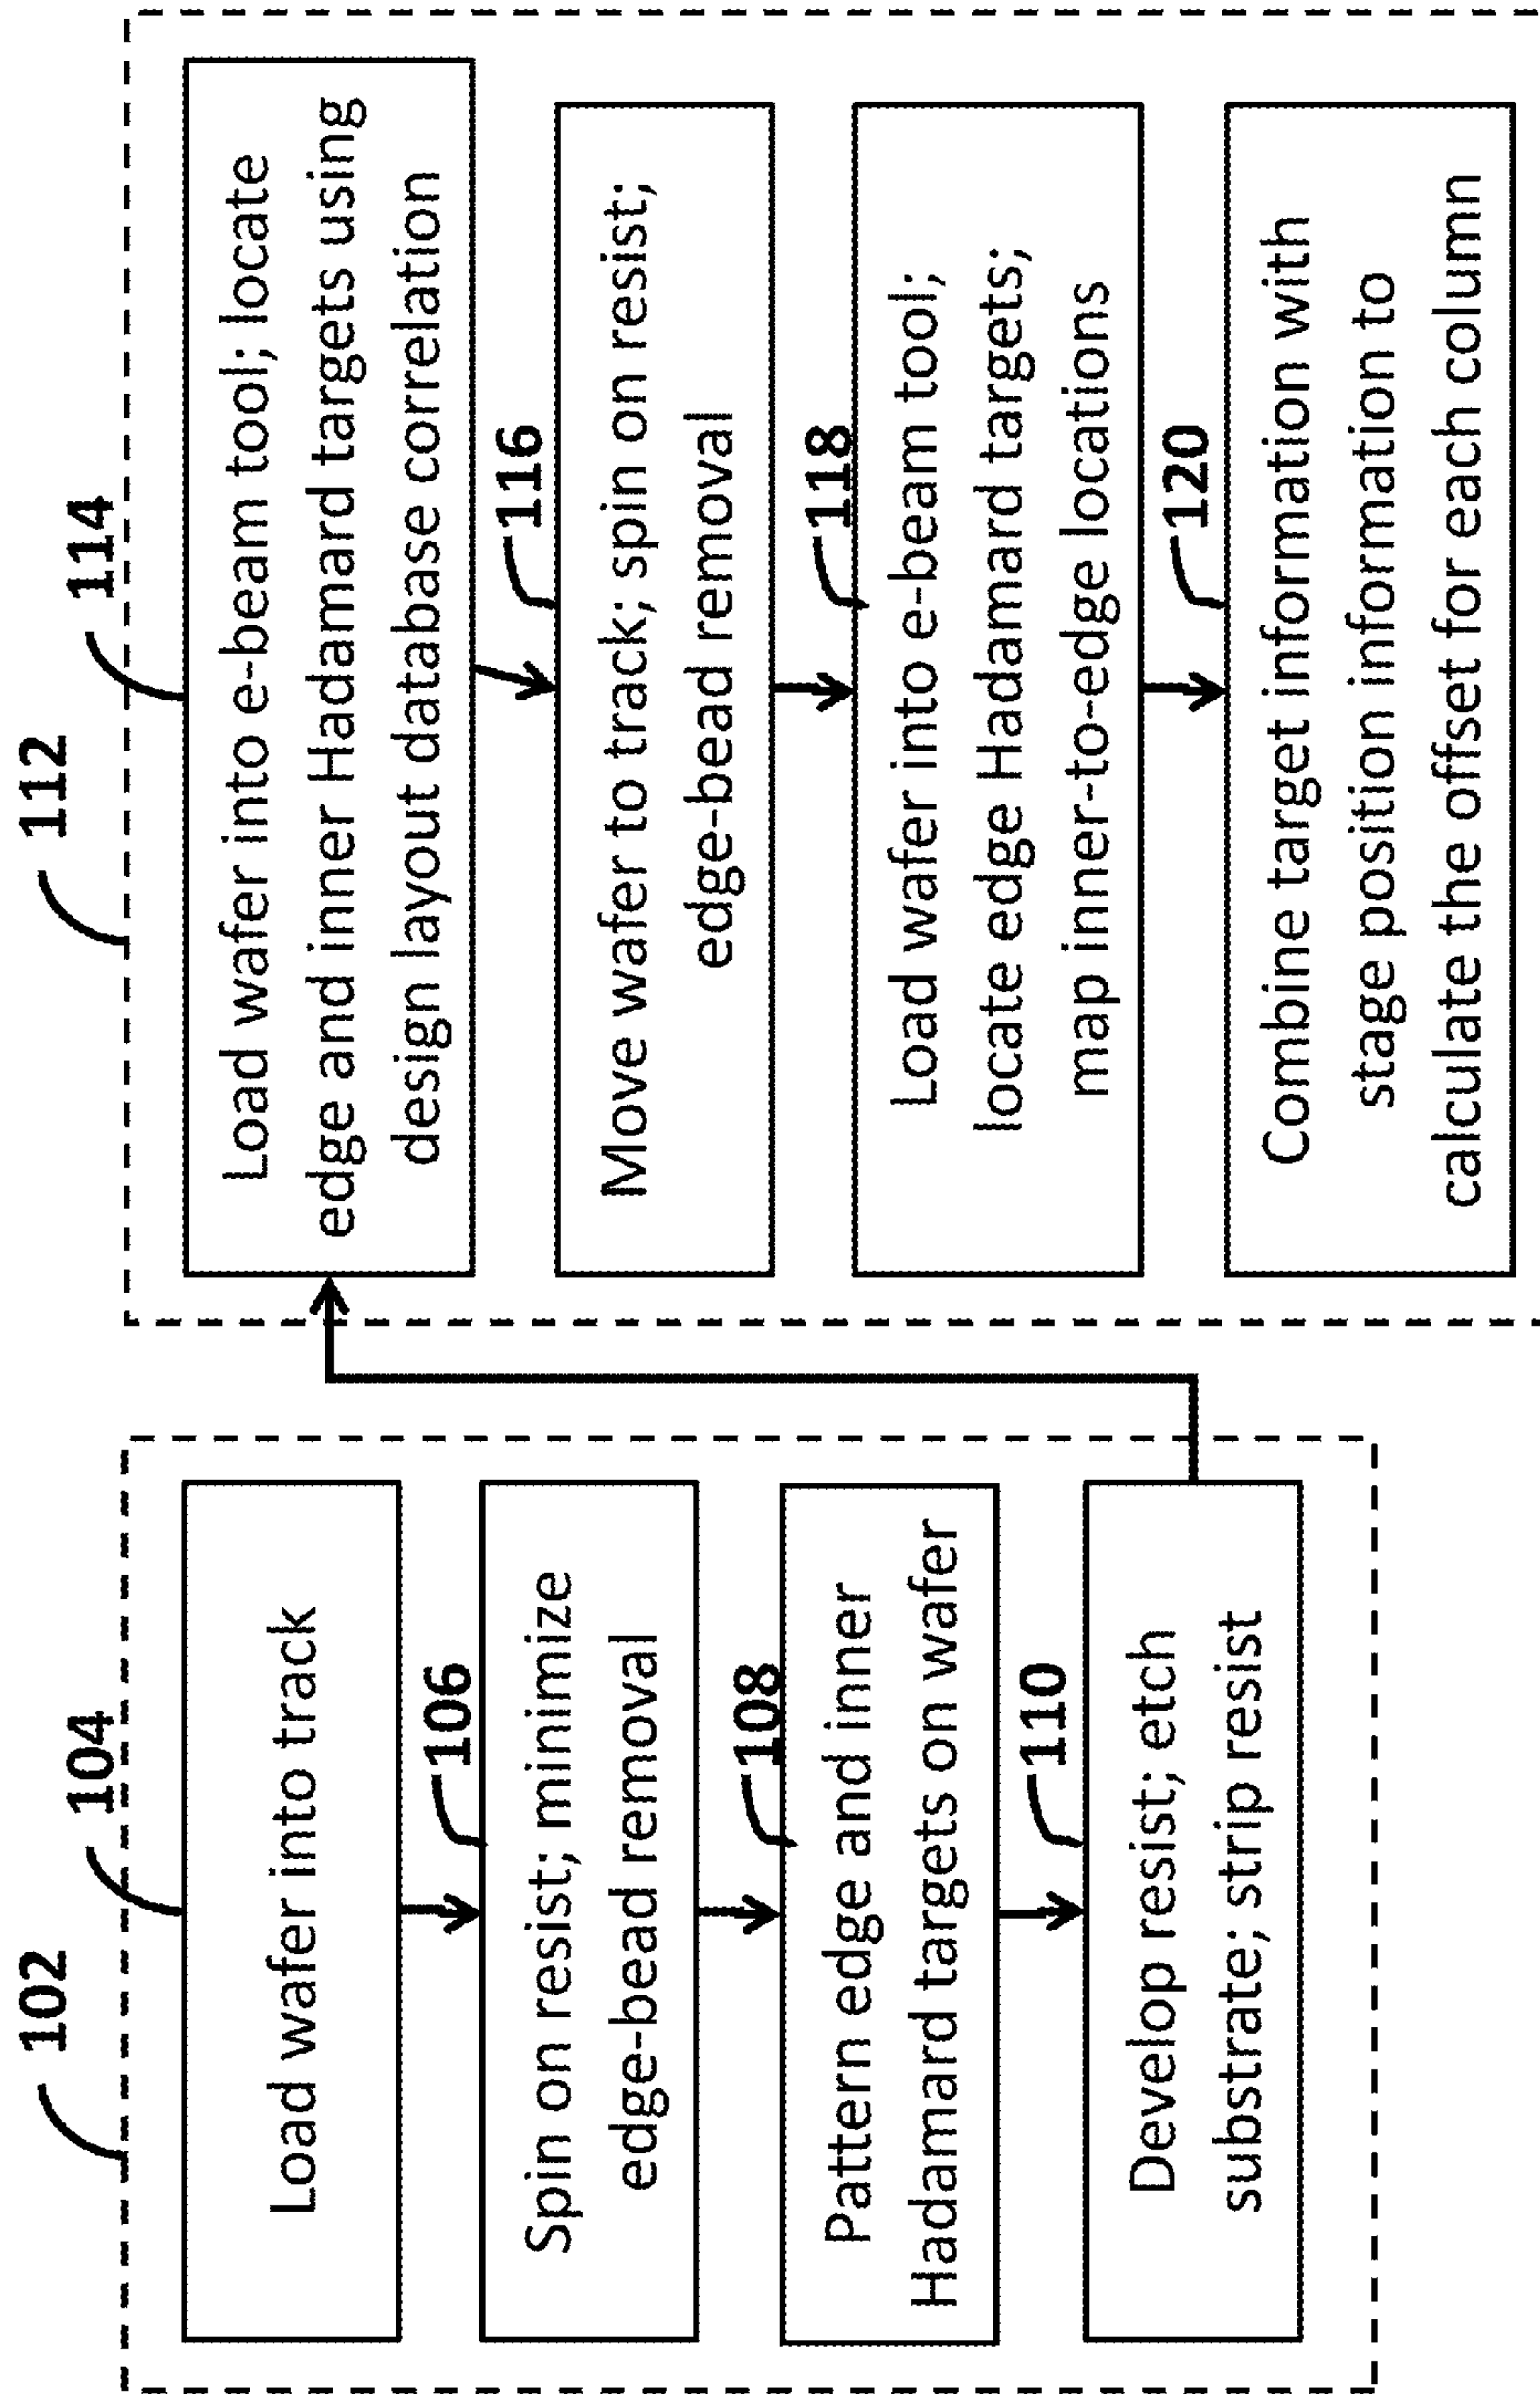 102
104
Load wafer into track
106
Spin on resist; minimize
edge-bead removal
108
Pattern edge and inner
Hadamard targets on wafer
110
Develop resist; etch
substrate; strip resist
112
114
Load wafer into e-beam tool; locate
edge and inner Hadamard targets using
design layout database correlation
116
Move wafer to track; spin on resist;
edge-bead removal
118
Load wafer into e-beam tool;
locate edge Hadamard targets;
map inner-to-edge locations
120
Combine target information with
stage position information to
calculate the offset for each column